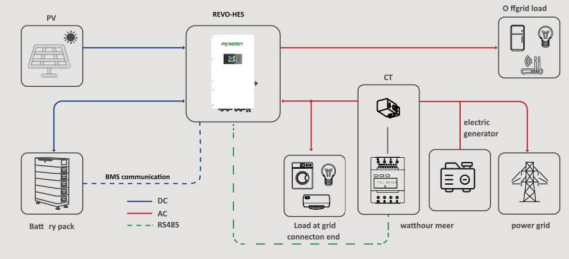 PV
REVO-HES
O ffgrid load
CT
electric
generator
BMS communication
DC
AC
RS485
Batt ry pack
Load at grid
connecton end
watthour meer
power grid